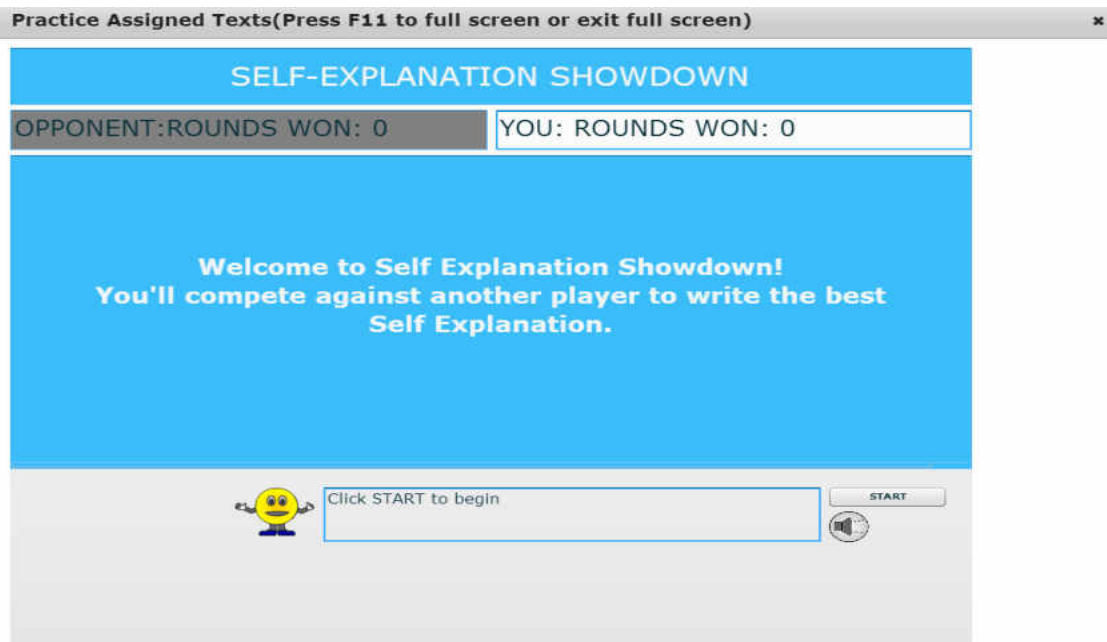 Practice Assigned Texts(Press F11 to full screen or exit full screen)
SELF-EXPLANATION SHOWDOWN
OPPONENT:ROUNDS WON: 0
YOU: ROUNDS WON: 0
Welcome to Self Explanation Showdown!
You'll compete against another player to write the best
Self Explanation.
Click START to begin
START